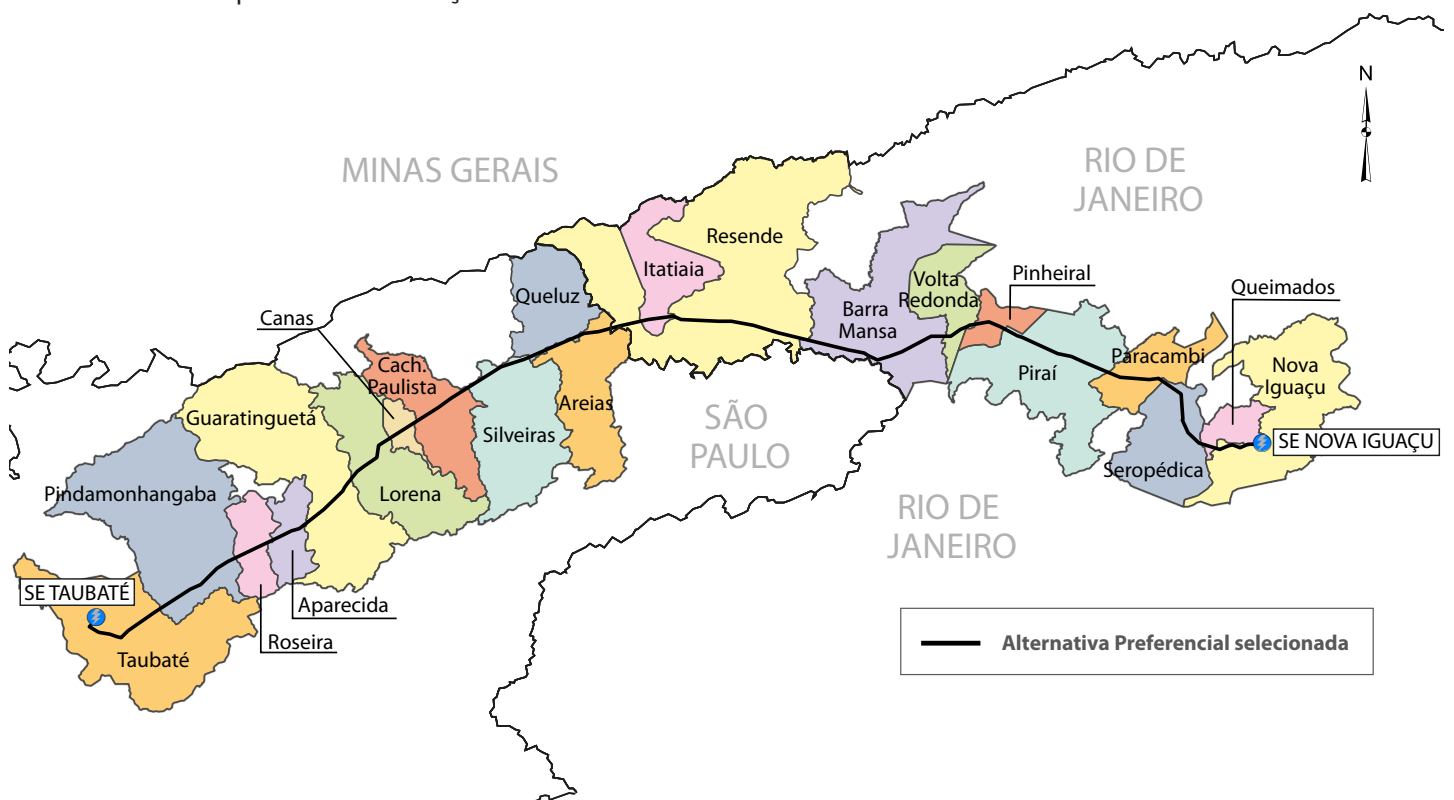 MINAS GERAIS
RIO DE
JANEIRO
N
Resende
Itatiaia
Queluz
Volta
Redonda
Pinheiral
Queimados
Barra
Mansa
Canas
Cach.
Paulista
Paracambi
Nova
Iguaçu
Piraí
Guaratinguetá
Areias
Silveiras
SÃO
PAULO
SE NOVA IGUAÇU
Seropédica
Pindamonhangaba
Lorena
RIO DE
JANEIRO
SE TAUBATÉ
Aparecida
Roseira
Taubaté
Alternativa Preferencial selecionada